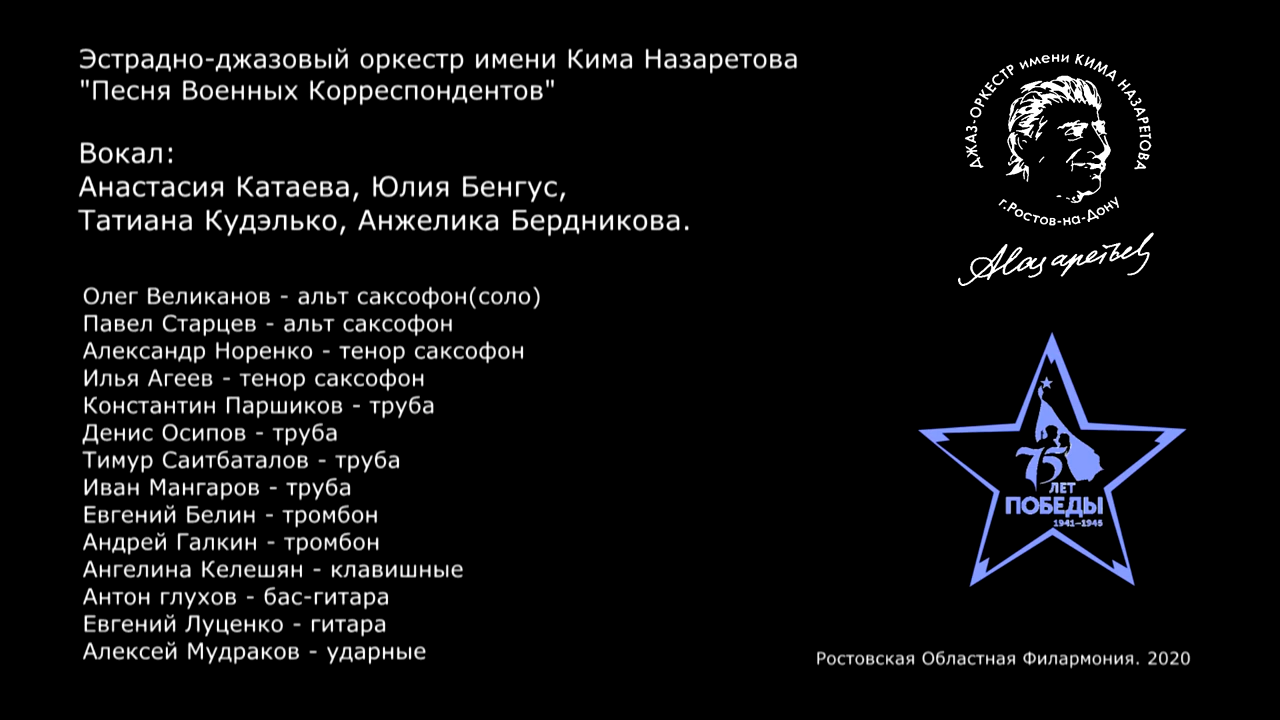 Эстрадно-джазовый оркестр имени Кима Назаретова
"Песня Военных Корреспондентов"
Вокал:
Анастасия Катаева, Юлия Бенгус,
Татиана Кудэлько, Анжелика Бердникова.
Олег Великанов - альт саксофон(соло)
Павел Старцев - альт саксофон
Александр Норенко - тенор саксофон
Илья Агеев - тенор саксофон
Константин Паршиков - труба
Денис Осипов - труба
Тимур Саитбаталов - труба
Иван Мангаров - труба
Евгений Белин - тромбон
Андрей Галкин - тромбон
Ангелина Келешян - клавишные
Антон глухов - бас-гитара
Евгений Луценко - гитара
Алексей Мудраков - ударные
ДЖАЗ-ОРКЕСТР имени КИМА НАЗАРЕТОВА
г.Ростов-на-Дону
75
ЛЕТ
ПОБЕДЫ
1941–1945
Ростовская Областная Филармония. 2020